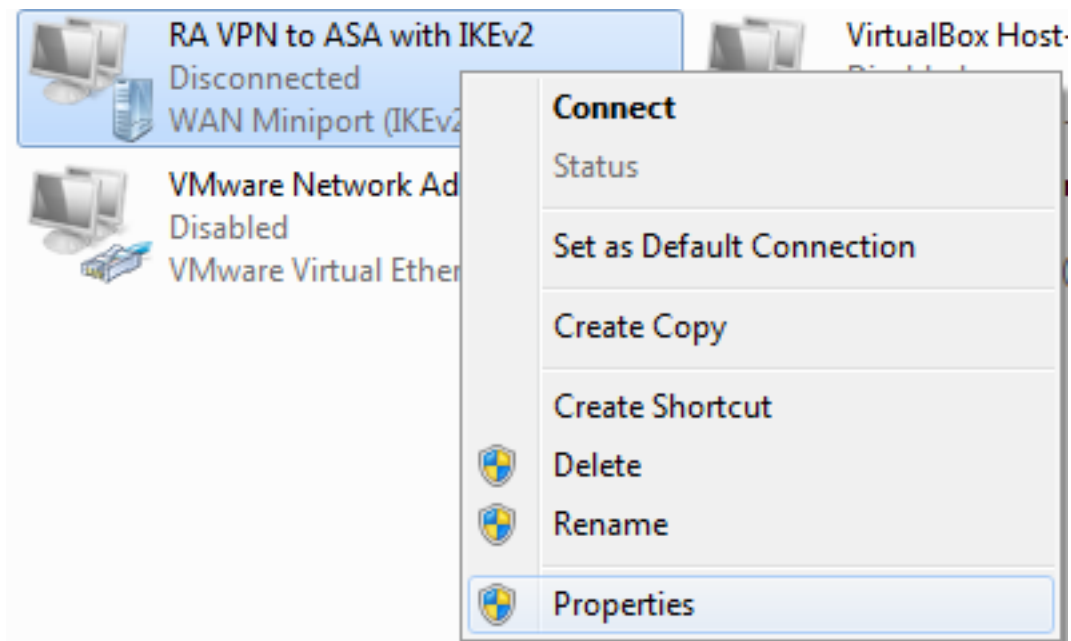 RA VPN to ASA with IKEv2
Disconnected
WAN Miniport (IKEv2
VMware Network Ad
Disabled
VMware Virtual Ether
VirtualBox Host-
Connect
Status
Set as Default Connection
Create Copy
Create Shortcut
Delete
Rename
Properties